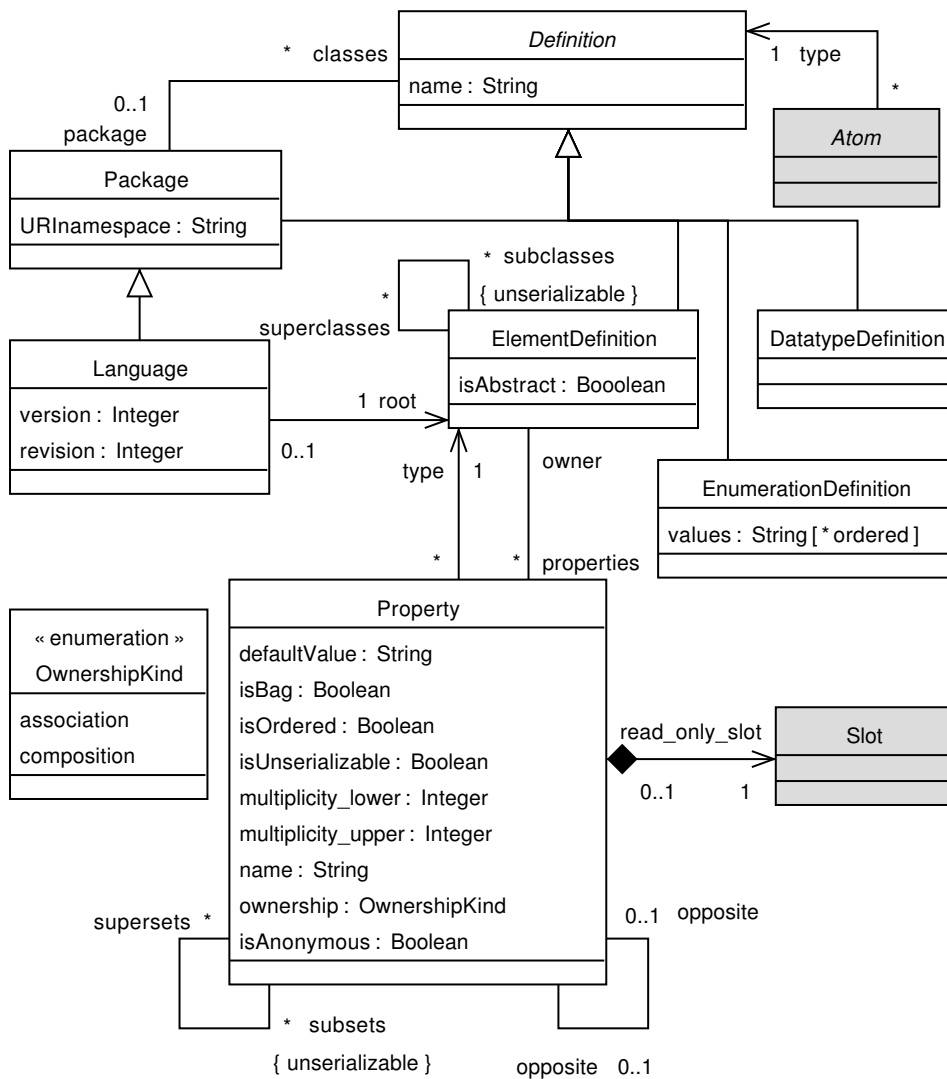 Definition
name : String
* classes
1 type
*
0..1
package
Atom
Package
URInamespace : String
* subclasses
{ unserializable }
*
superclasses
ElementDefinition
isAbstract : Booolean
DatatypeDefinition
Language
version : Integer
revision : Integer
1 root
0..1
type 1
owner
EnumerationDefinition
values : String [ * ordered ]
* * properties
« enumeration »
OwnershipKind
association
composition
Property
defaultValue : String
isBag : Boolean
isOrdered : Boolean
isUnserializable : Boolean
multiplicity_lower : Integer
multiplicity_upper : Integer
name : String
ownership : OwnershipKind
isAnonymous : Boolean
read_only_slot
0..1 1
Slot
supersets *
0..1 opposite
* subsets
{ unserializable }
opposite 0..1